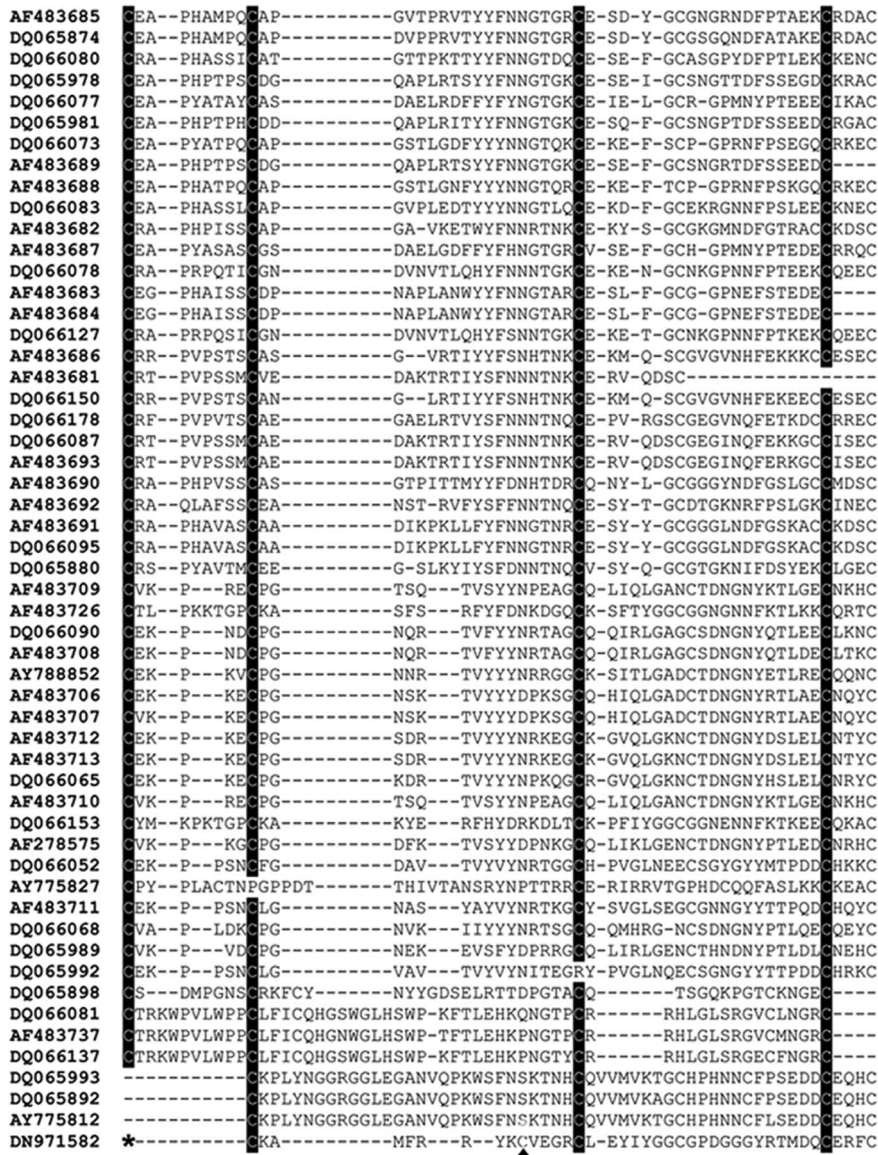 AF483685 CEA--PHAMPQCAP-----------GVTPRVTYYFNNGTGRCE-SD-Y-GCGNGRNDFPTAEKCRDAC
DQ065874 CEA--PHAMPQCAP-----------DVPPRVTYYFNNGTGRCE-SD-Y-GCGSGQNDFATAKECRDAC
DQ066080 CRA--PHASSICAT-----------GTTPKTTYYFNNGTDQCE-SE-F-GCASGPYDFPTLEKCKENC
DQ065978 CEA--PHPTPSCDG-----------QAPLRTSYYFNNGTGKCE-SE-I-GCSNGTTDFSSEGDCKRAC
DQ066077 CEA--PYATAYCAS-----------DAELRDFFYFYNGTGKCE-IE-L-GCR-GPMNYPTEEECIKAC
DQ065981 CEA--PHPTPHCDD-----------QAPLRITYYFNNGTGKCE-SQ-F-GCSNGPTDFSSEEDCRGAC
DQ066073 CEA--PYATPQCAP-----------GSTLGDFYYYNNGTQKCE-KE-F-SCP-GPRNFPSEGQCRKEC
AF483689 CEA--PHPTPSCDG-----------QAPLRTSYYFNNGTGKCE-SE-F-GCSNGRTDFSSEEDC----
AF483688 CEA--PHATPQCAP-----------GSTLGNFYYYNNGTQRCE-KE-F-TCP-GPRNFPSKGQCRKEC
DQ066083 CEA--PHASSLCAP-----------GVPLEDTYYYNNGTLQCE-KD-F-GCEKRGNNFPSLEECKNEC
AF483682 CRA--PHPISSCAP-----------GA-VKETWYFNNRTNKCE-KY-S-GCGKGMNDFGTRACCKDSC
AF483687 CEA--PYASASCGS-----------DAELGDFFYFHNGTGRCV-SE-F-GCH-GPMNYPTEDECRRQC
DQ066078 CRA--PRPQTICGN-----------DVNVTLQHYFNNNTGKCE-KE-N-GCNKGPNNFPTEEKCQEEC
AF483683 CEG--PHAISSCDP-----------NAPLANWYYFNNGTARCE-SL-F-GCG-GPNEFSTEDEC----
AF483684 CEG--PHAISSCDP-----------NAPLANWYYFNNGTARCE-SL-F-GCG-GPNEFSTEDEC----
DQ066127 CRA--PRPQSICGN-----------DVNVTLQHYFSNNTGKCE-KE-T-GCNKGPNNFPTKEKCQEEC
AF483686 CRR--PVPSTSCAS-----------G--VRTIYYFSNHTNKCE-KM-Q-SCGVGVNHFEKKKCCESEC
AF483681 CRT--PVPSSMCVE-----------DAKTRTIYSFNNNTNKCE-RV-QDSC-------------------
DQ066150 CRR--PVPSTSCAN-----------G--LRTIYYFSNHTNKCE-KM-Q-SCGVGVNHFEKEECCESEC
DQ066178 CRF--PVPVTSCAE-----------GAELRTVYSFNNNTNQCE-PV-RGSCGEGVNQFETKDCCRREC
DQ066087 CRT--PVPSSMCAE-----------DAKTRTIYSFNNNTNKCE-RV-QDSCGEGINQFEKKGCCISEC
AF483693 CRT--PVPSSMCAE-----------DAKTRTIYSFNNNTNKCE-RV-QDSCGEGINQFERKGCCISEC
AF483690 CRA--PHPVSSCAS-----------GTPITTMYYFDNHTDRCQ-NY-L-GCGGGYNDFGSLGCCMDSC
AF483692 CRA--QLAFSSCEA-----------NST-RVFYSFFNNTNQCE-SY-T-GCDTGKNRFPSLGKCINEC
AF483691 CRA--PHAVASCAA-----------DIKPKLLFYFNNGTNRCE-SY-Y-GCGGGLNDFGSKACCKDSC
DQ066095 CRA--PHAVASCAA-----------DIKPKLLFYFNNGTNRCE-SY-Y-GCGGGLNDFGSKACCKDSC
DQ065880 CRS--PYAVTMCEE-----------G-SLKYIYSFDNNTNQCV-SY-Q-GCGTGKNIFDSYEKCLGEC
AF483709 CVK--P---RECPG-----------TSQ---TVSYYNPEAGCQ-LIQLGANCTDNGNYKTLGECNKHC
AF483726 CTL--PKKTGPCKA-----------SFS---RFYFDNKDGQCK-SFTYGGCGGNGNNFKTLKKCQRTC
DQ066090 CEK--P---NDCPG-----------NQR---TVFYYNRTAGCQ-QIRLGAGCSDNGNYQTLEECLKNC
AF483708 CEK--P---NDCPG-----------NQR---TVFYYNRTAGCQ-QIRLGAGCSDNGNYQTLDECLTKC
AY788852 CEK--P---KVCPG-----------NNR---TVYYYNRRGGCK-SITLGADCTDNGNYETLRECQQNC
AF483706 CEK--P---KECPG-----------NSK---TVYYYDPKSGCQ-HIQLGADCTDNGNYRTLAECNQYC
AF483707 CVK--P---KECPG-----------NSK---TVYYYDPKSGCQ-HIQLGADCTDNGNYRTLAECNQYC
AF483712 CEK--P---KECPG-----------SDR---TVYYYNRKEGCK-GVQLGKNCTDNGNYDSLELCNTYC
AF483713 CEK--P---KECPG-----------SDR---TVYYYNRKEGCK-GVQLGKNCTDNGNYDSLELCNTYC
DQ066065 CEK--P---KECPG-----------KDR---TVYYYNPKQGCR-GVQLGKNCTDNGNYHSLELCNRYC
AF483710 CVK--P---RECPG-----------TSQ---TVSYYNPEAGCQ-LIQLGANCTDNGNYKTLGECNKHC
DQ066153 CYM--KPKTGPCKA-----------KYE---RFHYDRKDLTCK-PFIYGGCGGNENNFKTKEECQKAC
AF278575 CVK--P---KGCPG-----------DFK---TVSYYDPNKGCQ-LIKLGENCTDNGNYPTLEDCNRHC
DQ066052 CEK--P--PSNCFG-----------DAV---TVYVYNRTGGCH-PVGLNEECSGYGYYMTPDDCHKKC
AY775827 CPY--PLACTNPGPPDT--------THIVTANSRYNPTTRRCERIRRVTGPHDCQQFASLKKCKEAC
AF483711 CEK--P--PSNCLG-----------NAS---YAYVYNRTKGCY-SVGLSEGCGNNGYYTTPQDCHQYC
DQ066068 CVA--P--LDKCPG-----------NVK---IIYYYNRTSGCQ-QMHRG-NCSDNGNYPTLQECQEYC
DQ065989 CVK--P---VDCPG-----------NEK---EVSFYDPRRGCQ-LIRLGENCTHNDNYPTLDLCNEHC
DQ065992 CEK--P--PSNCLG-----------VAV---TVYVYNITEGRY-PVGLNQECSGNGYYTTPDDCHRKC
DQ065898 CS---DMPGNSCRKFCY--------NYYGDSELRTTDPGTACQ--------TSGQKPGTCKNGEC
DQ066081 CTRKWPVLWPPCLFICQHGSWGLHSWP-KFTLEHKQNGTPCR------RHLGLSRGVCLNGRC
AF483737 CTRKWPVLWPPCLFICQHGNWGLHSWP-TFTLEHKPNGTPCR------RHLGLSRGVCMNGRC
DQ066137 CTRKWPVLWPPCLFICQHGSWGLHSWP-KFTLEHKPNGTYCR------RHLGLSRGECFNGRC
DQ065993 -----------CKPLYNGGRGGLEGANVQPKWSFNSKTNHCQVVMVKTGCHPHNNCFPSEDDCEQHC
DQ065892 -----------CKPLYNGGRGGLEGANVQPKWSFNSKTNHCQVVMVKAGCHPHNNCFPSEDDCEQHC
AY775812 -----------CKPLYNGGRGGLEGANVQPKWSFNSKTNHCQVVMVKTGCHPHNNCFLSEDDCEQHC
DN971582 *----------CKA----------MFR--R--YKCVEGRCL-EYIYGGCGPDGGGYRTMDQCERFC